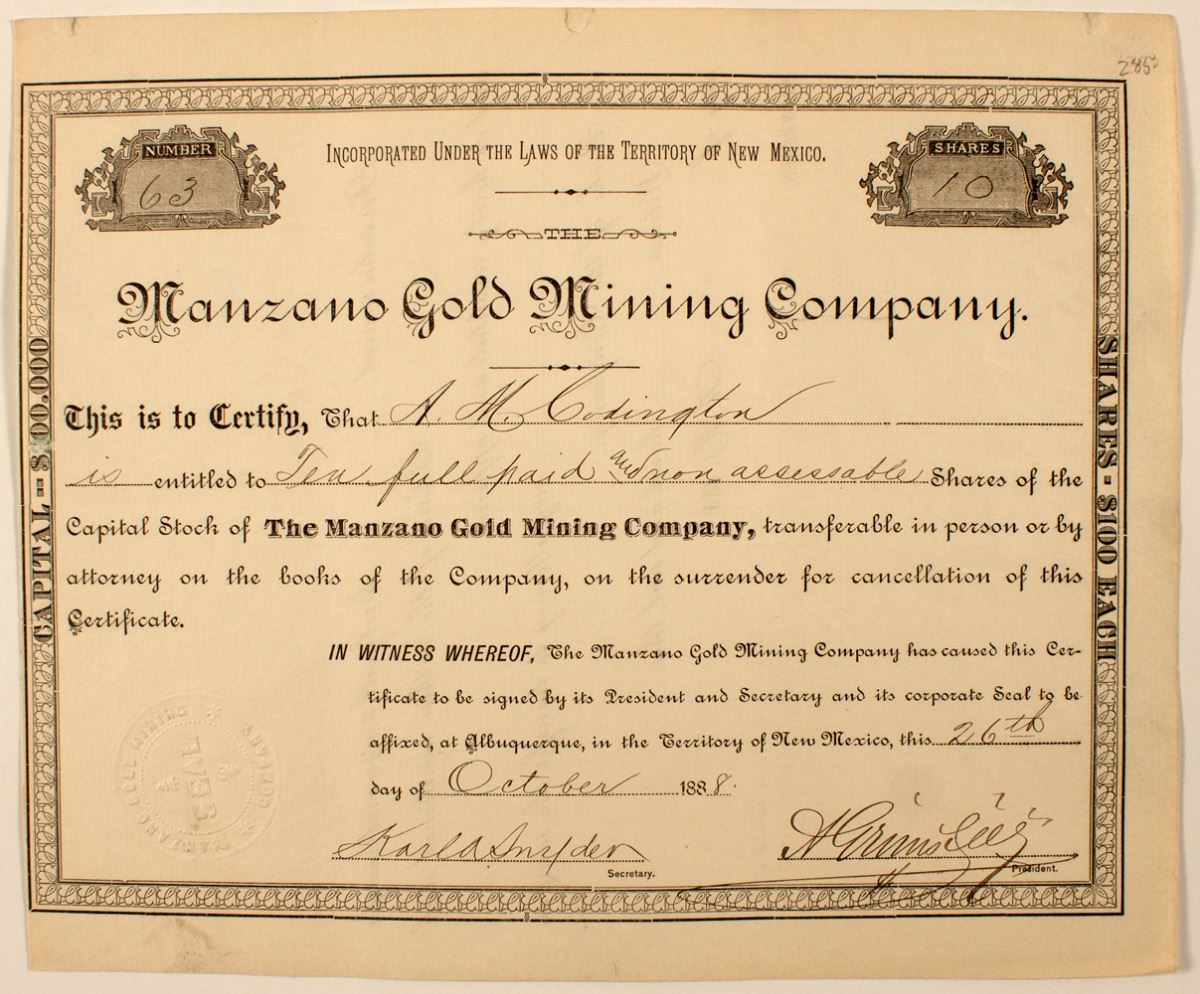 285
NUMBER
63
INCORPORATED UNDER THE LAWS OF THE TERRITORY OF NEW MEXICO.
SHARES
10
THE
Manzano Gold Mining Company.
This is to Certify, That A. M. Codington
is entitled to Ten full paid and non assessable Shares of the
Capital Stock of The Manzano Gold Mining Company, transferable in person or by
attorney on the books of the Company, on the surrender for cancellation of this
Certificate.
IN WITNESS WHEREOF, The Manzano Gold Mining Company has caused this Cer-
tificate to be signed by its President and Secretary and its corporate Seal to be
affixed, at Albuquerque, in the Territory of New Mexico, this 26th
day of October 1888.
Karl A Snyder
Secretary.
President.
CAPITAL -- $ 00.000
SHARES - $100 EACH
MANZANO GOLD MINING
SEAL